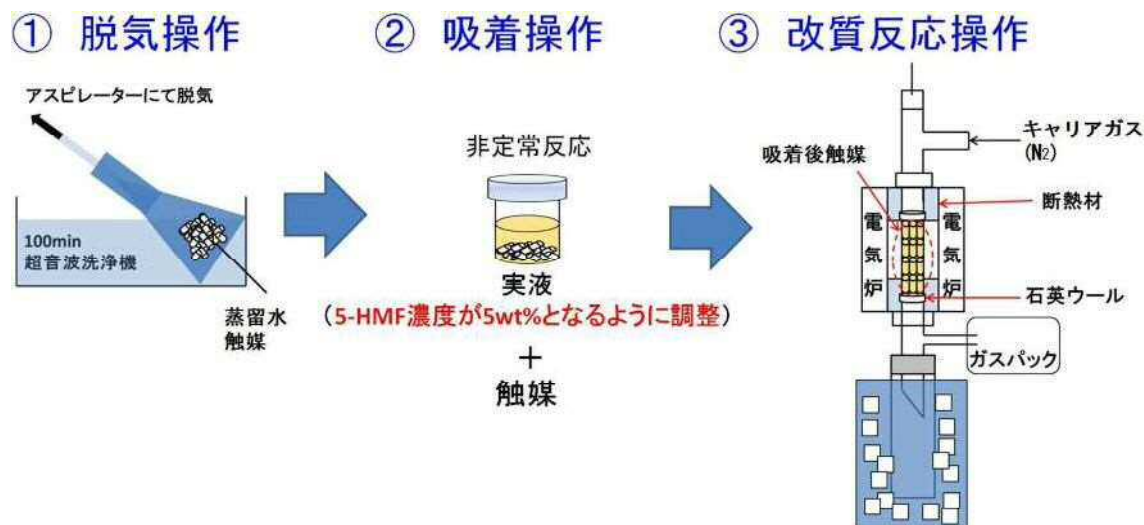 ① 脱気操作
アスピレーターにて脱気
100min
超音波洗浄機
蒸留水
触媒
② 吸着操作
非定常反応
実液
（5-HMF濃度が5wt%となるように調整）
＋
触媒
③ 改質反応操作
キャリアガス
(N2)
吸着後触媒
断熱材
電気炉
電気炉
石英ウール
ガスパック